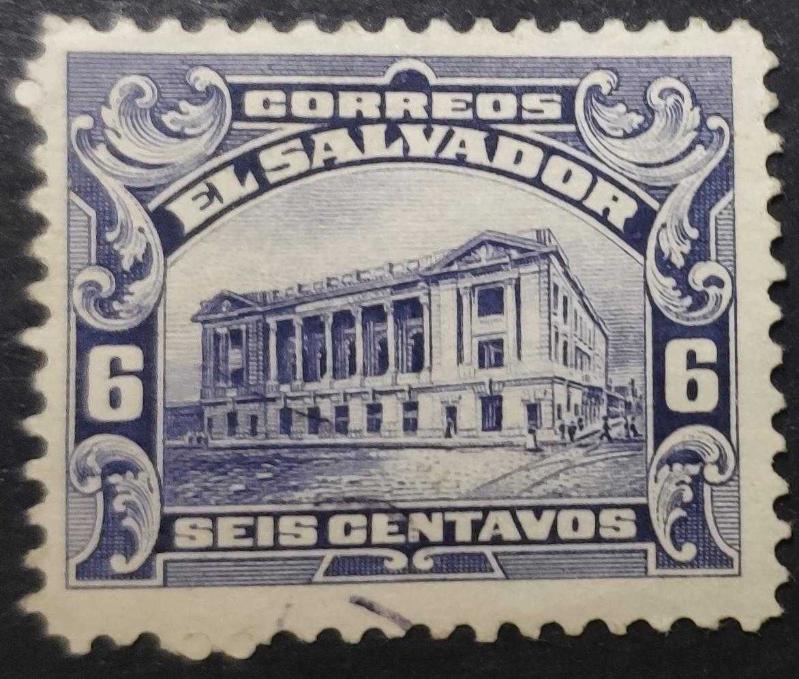 CORREOS
EL SALVADOR
6 6
SEIS CENTAVOS